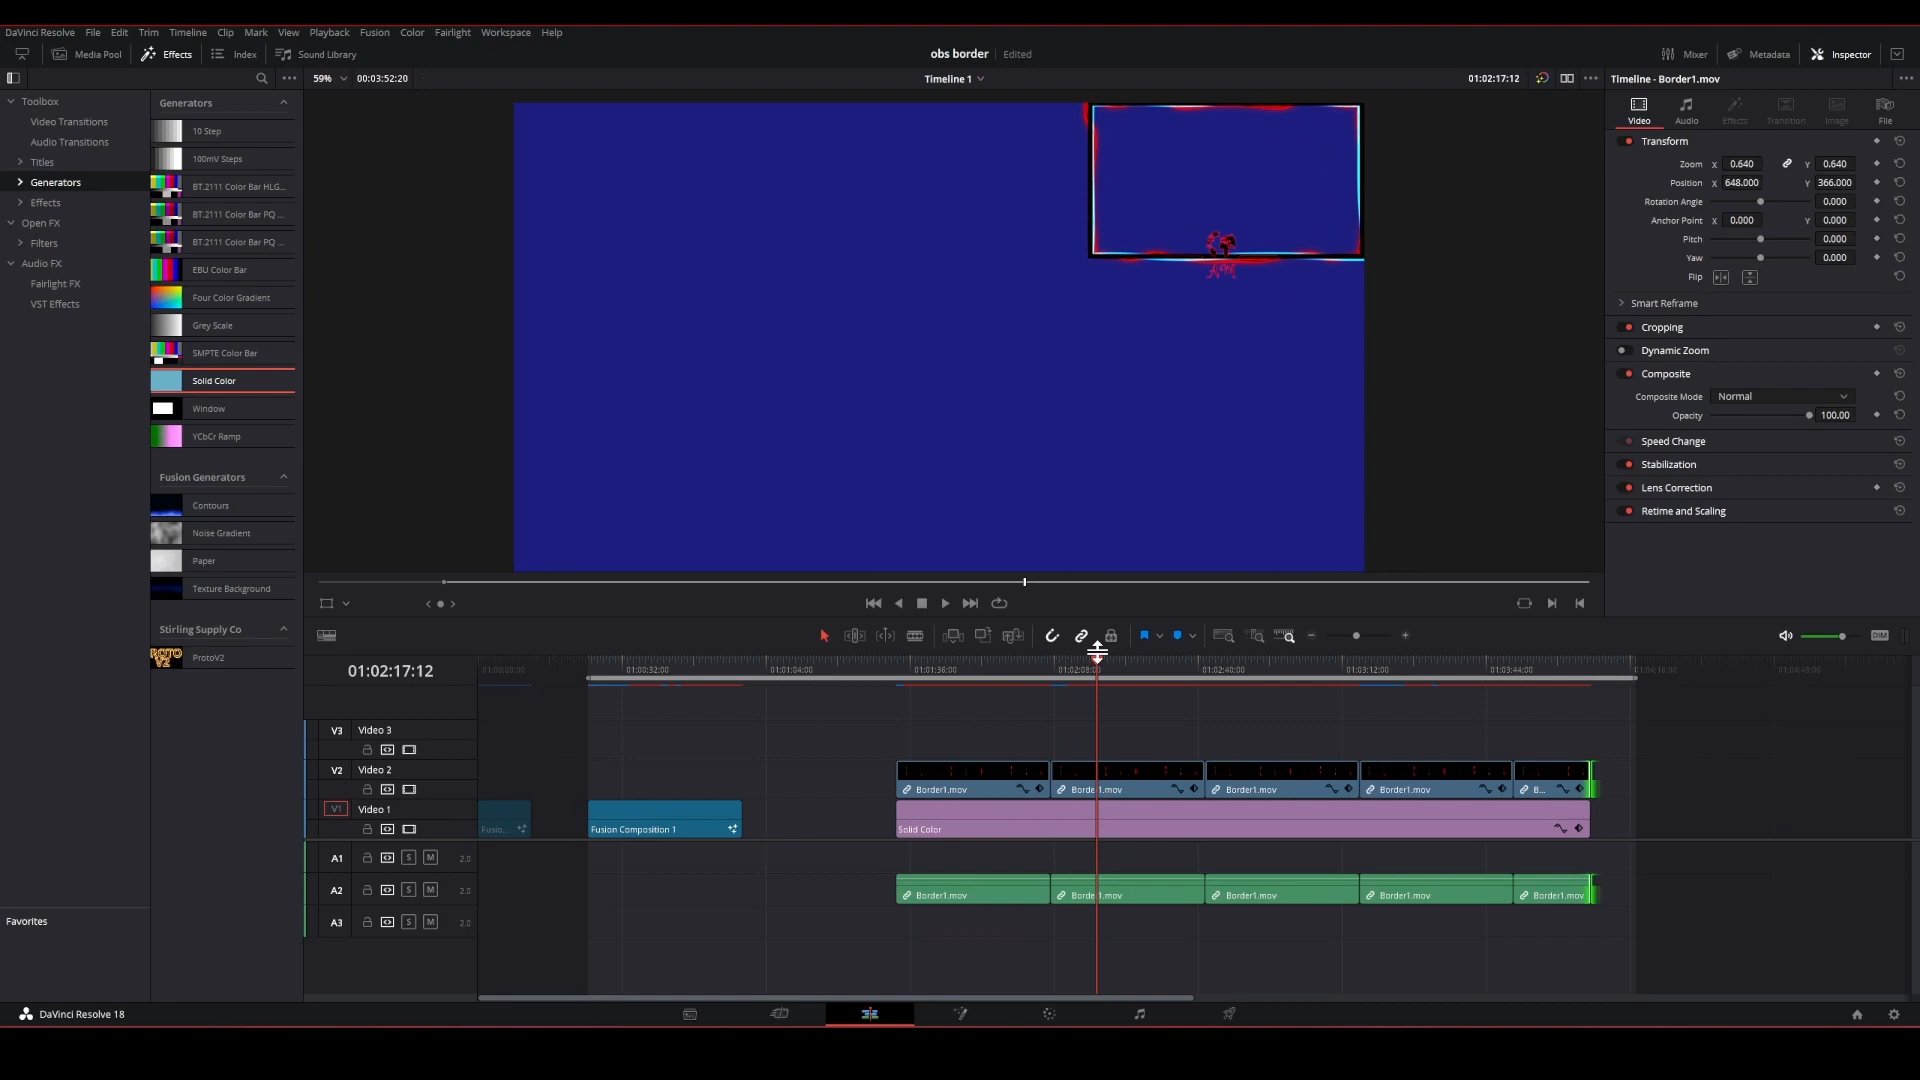 DaVinci Resolve File Edit Trim Timeline Clip Mark View Playback Fusion Color Fairlight Workspace Help
Media Pool Effects Index Sound Library obs border Edited Mixer Metadata Inspector
59% 00:03:52:20 Timeline 1 01:02:17:12 Timeline - Border1.mov
Toolbox
Video Transitions
Audio Transitions
Titles
Generators
Effects
Open FX
Filters
Audio FX
Fairlight FX
VST Effects
Favorites
Generators
10 Step
100mV Steps
BT.2111 Color Bar HLG...
BT.2111 Color Bar PQ ...
BT.2111 Color Bar PQ ...
EBU Color Bar
Four Color Gradient
Grey Scale
SMPTE Color Bar
Solid Color
Window
YCbCr Ramp
Fusion Generators
Contours
Noise Gradient
Paper
Texture Background
Stirling Supply Co
PROTO V2 ProtoV2
Video Audio Effects Transition Image File
Transform
Zoom X 0.640 Y 0.640
Position X 648.000 Y 366.000
Rotation Angle 0.000
Anchor Point X 0.000 Y 0.000
Pitch 0.000
Yaw 0.000
Flip
Smart Reframe
Cropping
Dynamic Zoom
Composite
Composite Mode Normal
Opacity 100.00
Speed Change
Stabilization
Lens Correction
Retime and Scaling
DIM
01:02:17:12
01:00:00:00 01:00:32:00 01:01:04:00 01:01:36:00 01:02:08:00 01:02:40:00 01:03:12:00 01:03:44:00 01:04:16:00 01:04:48:00
V3 Video 3
V2 Video 2
Border1.mov Border1.mov Border1.mov Border1.mov B...
V1 Video 1
Fusio... Fusion Composition 1 Solid Color
A1 S M 2.0
A2 S M 2.0
Border1.mov Border1.mov Border1.mov Border1.mov Border1.mov
A3 S M 2.0
DaVinci Resolve 18